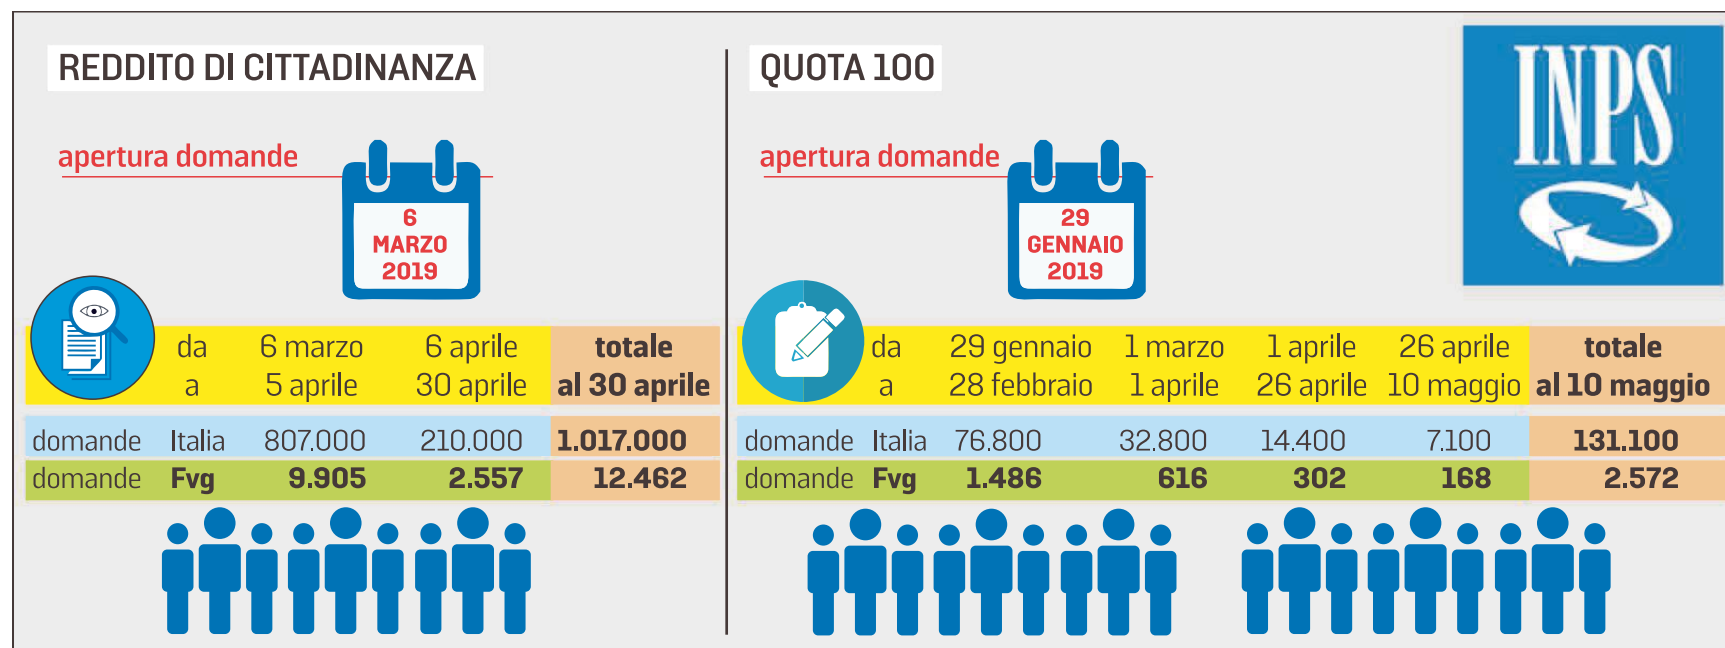 REDDITO DI CITTADINANZA
apertura domande
6
MARZO
2019
da 6 marzo 6 aprile totale
a 5 aprile 30 aprile al 30 aprile
domande Italia 807.000 210.000 1.017.000
domande Fvg 9.905 2.557 12.462
QUOTA 100
apertura domande
29
GENNAIO
2019
INPS
da 29 gennaio 1 marzo 1 aprile 26 aprile totale
a 28 febbraio 1 aprile 26 aprile 10 maggio al 10 maggio
domande Italia 76.800 32.800 14.400 7.100 131.100
domande Fvg 1.486 616 302 168 2.572